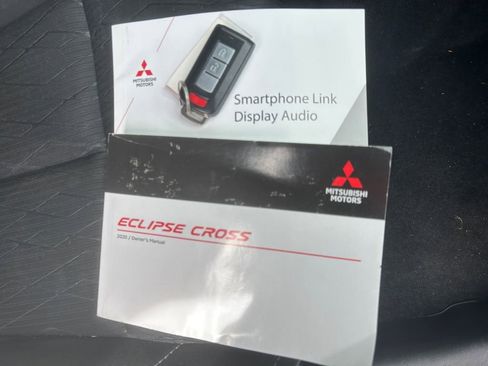 MITSUBISHI
MOTORS
Smartphone Link
Display Audio
MITSUBISHI
MOTORS
ECLIPSE CROSS
2020 / Owner's Manual